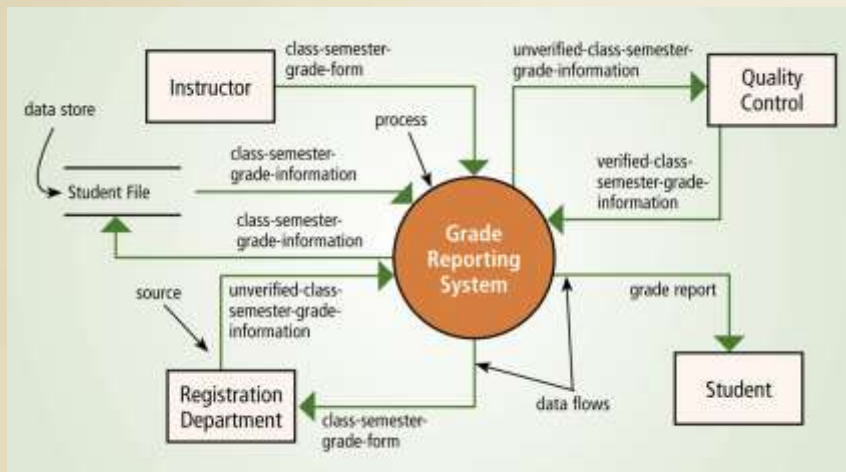 class-semester-
grade-form
Instructor
unverified-class-semester-
grade-information
Quality
Control
data store
process
class-semester-
grade-information
Student File
verified-class-
semester-grade-
information
class-semester-
grade-information
Grade
Reporting
System
source
unverified-class-
semester-grade-
information
grade report
Registration
Department
class-semester-
grade-form
data flows
Student